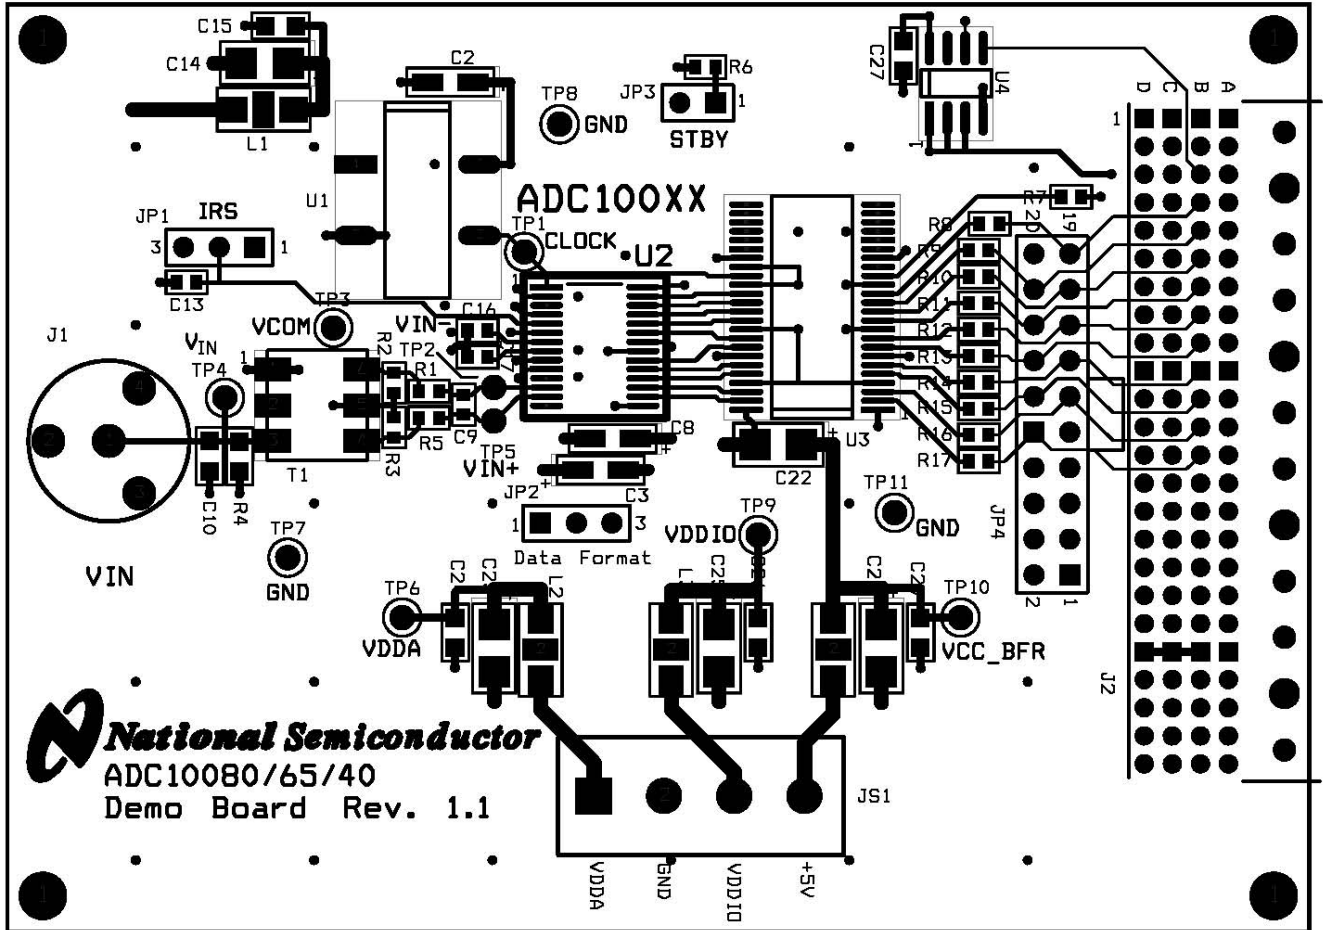 C15
C14
L1
C2
U1
TP8
GND
R6
JP3
1
STBY
C27
U4
1
D C B A
1
IRS
JP1
3
1
C13
ADC100XX
TP1
CLOCK
U2
1
R7
R8
19
20
R9
R10
R11
R12
R13
R14
R15
R16
R17
TP3
VCOM
C16
VIN-
TP2
J1
VIN
TP4
1
R2
R1
R5
R3
C9
TP5
VIN+
T1
C10
R4
VIN
TP7
GND
C8
C3
JP2
1
3
Data Format
C22
U3
TP11
GND
JP4
2
1
TP9
VDDIO
TP6
VDDA
L2
TP10
VCC_BFR
J2
National Semiconductor
ADC10080/65/40
Demo Board Rev. 1.1
JS1
VDDA
GND
VDDIO
+5V